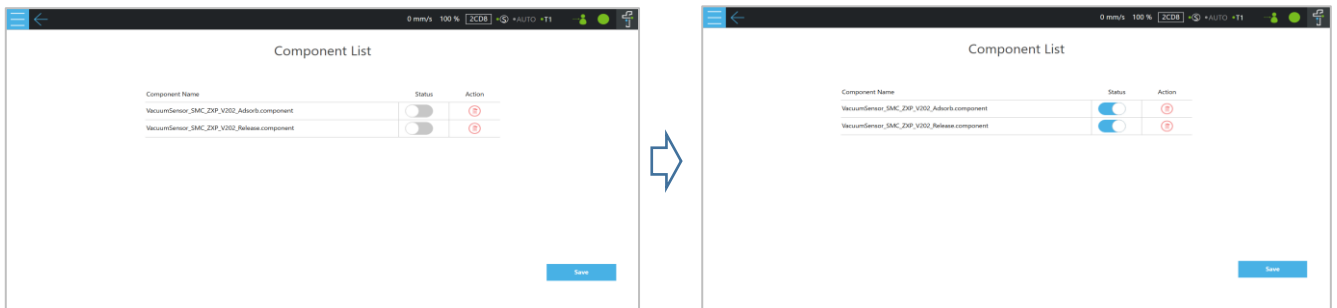 0 mm/s 100 % 2CD8 •Ⓢ •AUTO •T1
Component List
Component Name Status Action
VacuumSensor_SMC_ZXP_V202_Adsorb.component
VacuumSensor_SMC_ZXP_V202_Release.component
Save
0 mm/s 100 % 2CD8 •Ⓢ •AUTO •T1
Component List
Component Name Status Action
VacuumSensor_SMC_ZXP_V202_Adsorb.component
VacuumSensor_SMC_ZXP_V202_Release.component
Save